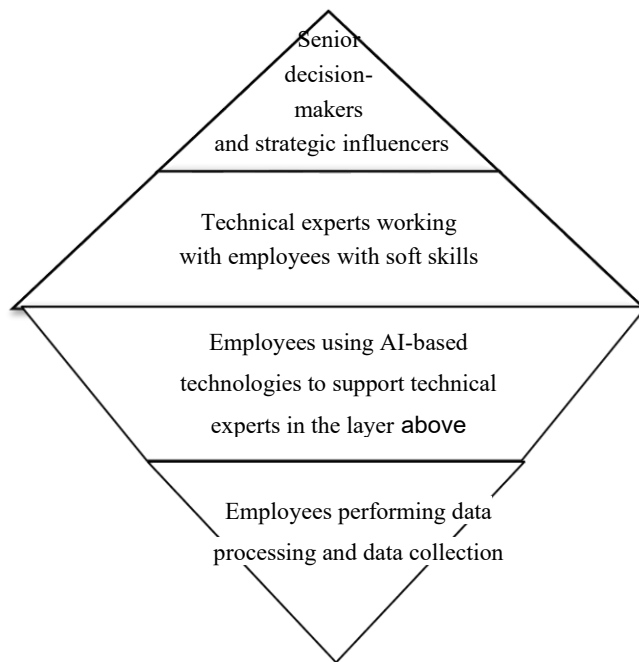 Senior
decision-
makers
and strategic influencers
Technical experts working
with employees with soft skills
Employees using AI-based
technologies to support technical
experts in the layer above
Employees performing data
processing and data collection